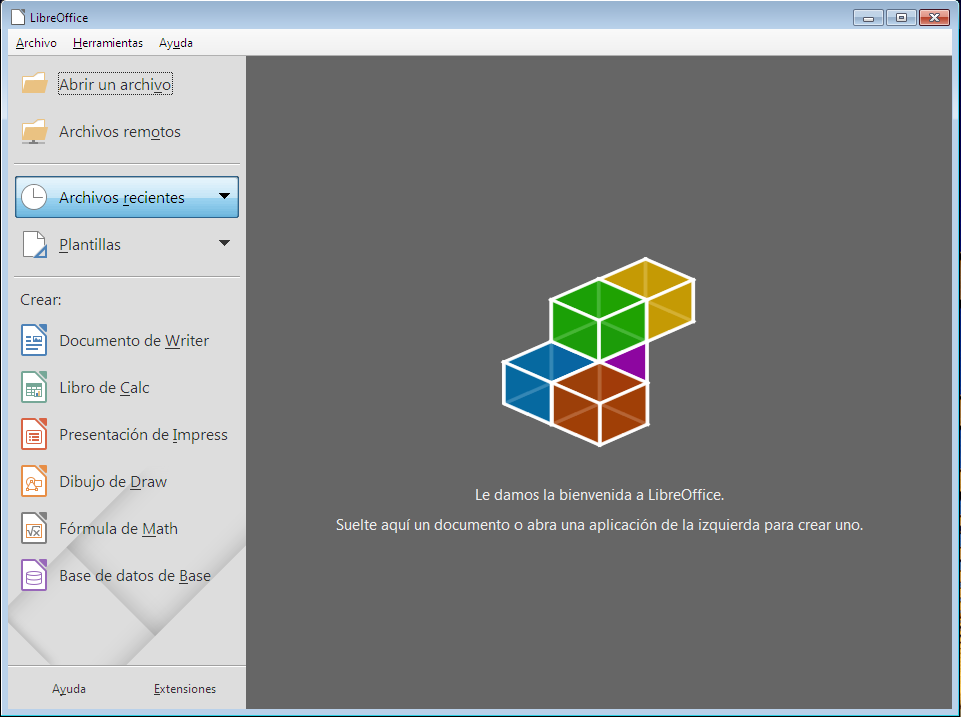 LibreOffice
Archivo Herramientas Ayuda
Abrir un archivo
Archivos remotos
Archivos recientes
Plantillas
Crear:
Documento de Writer
Libro de Calc
Presentación de Impress
Dibujo de Draw
Fórmula de Math
Base de datos de Base
Ayuda Extensiones
Le damos la bienvenida a LibreOffice.
Suelte aquí un documento o abra una aplicación de la izquierda para crear uno.